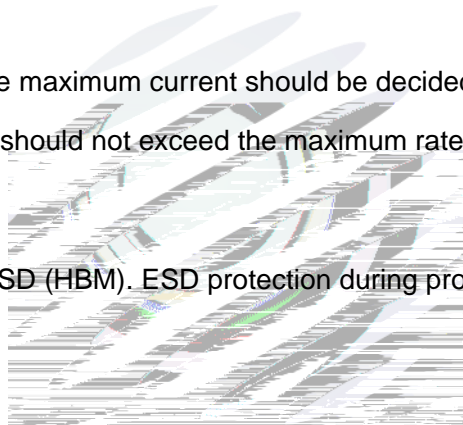 e maximum current should be decided
should not exceed the maximum rate
SD (HBM). ESD protection during pro